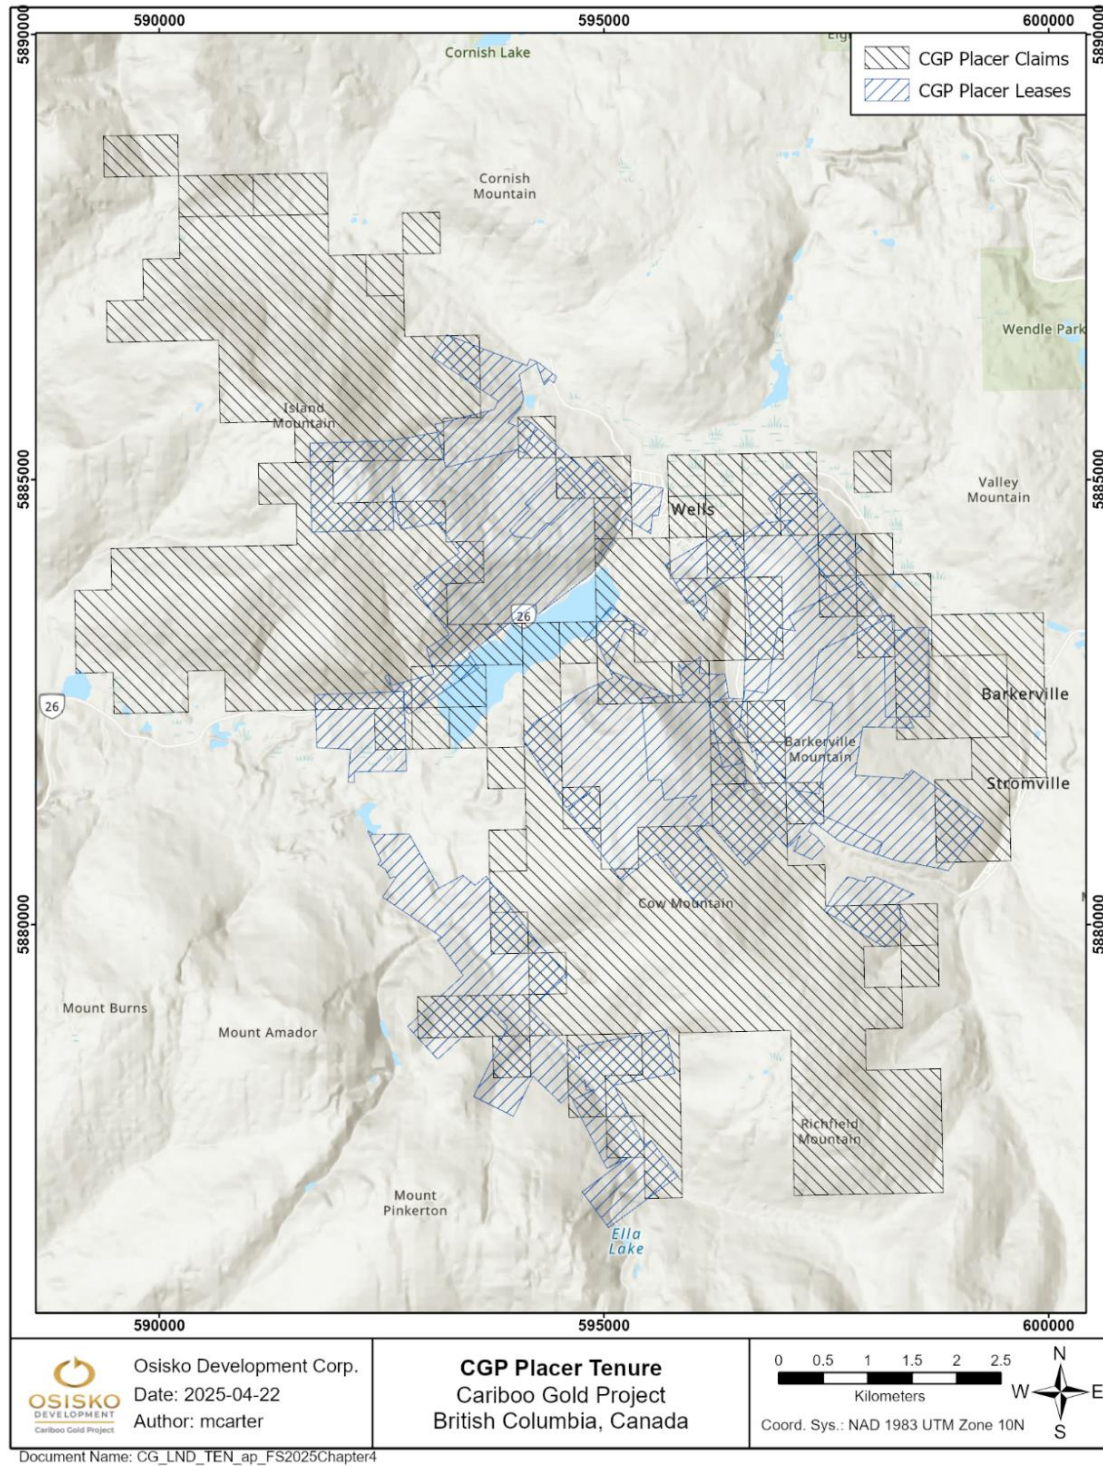 590000
595000
600000
5890000
5890000
Cornish Lake
CGP Placer Claims
CGP Placer Leases
Cornish
Mountain
Wendle Park
Island
Mountain
5885000
5885000
Valley
Mountain
Wells
26
26
Barkerville
Barkerville
Mountain
Stromville
Cow Mountain
5880000
5880000
Mount Burns
Mount Amador
Richfield
Mountain
Mount
Pinkerton
Ella
Lake
590000
595000
600000
OSISKO
DEVELOPMENT
Cariboo Gold Project
Osisko Development Corp.
Date: 2025-04-22
Author: mcarter
CGP Placer Tenure
Cariboo Gold Project
British Columbia, Canada
0 0.5 1 1.5 2 2.5
Kilometers
Coord. Sys.: NAD 1983 UTM Zone 10N
N
W E
S
Document Name: CG_LND_TEN_ap_FS2025Chapter4